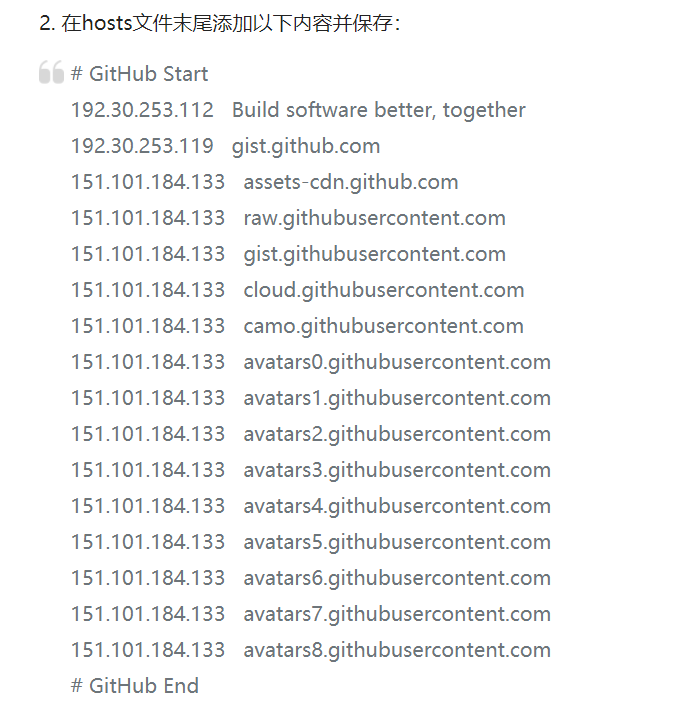 2. 在hosts文件末尾添加以下内容并保存：
# GitHub Start
192.30.253.112 Build software better, together
192.30.253.119 gist.github.com
151.101.184.133 assets-cdn.github.com
151.101.184.133 raw.githubusercontent.com
151.101.184.133 gist.githubusercontent.com
151.101.184.133 cloud.githubusercontent.com
151.101.184.133 camo.githubusercontent.com
151.101.184.133 avatars0.githubusercontent.com
151.101.184.133 avatars1.githubusercontent.com
151.101.184.133 avatars2.githubusercontent.com
151.101.184.133 avatars3.githubusercontent.com
151.101.184.133 avatars4.githubusercontent.com
151.101.184.133 avatars5.githubusercontent.com
151.101.184.133 avatars6.githubusercontent.com
151.101.184.133 avatars7.githubusercontent.com
151.101.184.133 avatars8.githubusercontent.com
# GitHub End